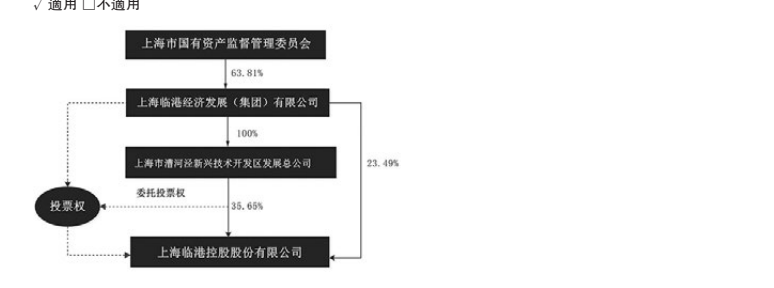 √ 適用 □不適用
上海市国有资产监督管理委员会
63.81%
上海临港经济发展（集团）有限公司
100%
上海市漕河泾新兴技术开发区发展总公司
23.49%
委托投票权
投票权
35.65%
上海临港控股股份有限公司